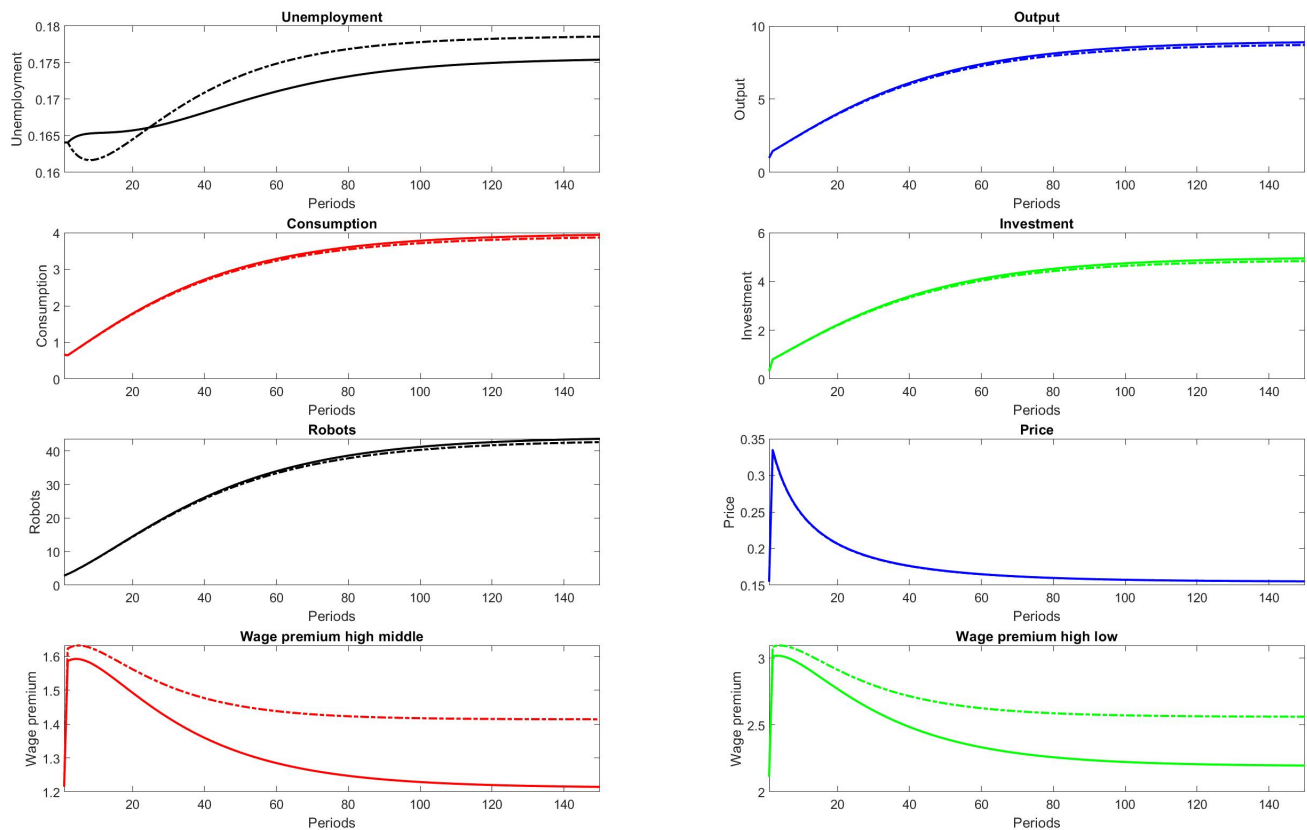 Unemployment
0.18
0.175
0.17
0.165
0.16
Unemployment
20 40 60 80 100 120 140
Periods
Output
10
5
0
Output
20 40 60 80 100 120 140
Periods
Consumption
4
3
2
1
0
Consumption
20 40 60 80 100 120 140
Periods
Investment
6
4
2
0
Investment
20 40 60 80 100 120 140
Periods
Robots
40
30
20
10
0
Robots
20 40 60 80 100 120 140
Periods
Price
0.35
0.3
0.25
0.2
0.15
Price
20 40 60 80 100 120 140
Periods
Wage premium high middle
1.6
1.5
1.4
1.3
1.2
Wage premium
20 40 60 80 100 120 140
Periods
Wage premium high low
3
2.5
2
Wage premium
20 40 60 80 100 120 140
Periods